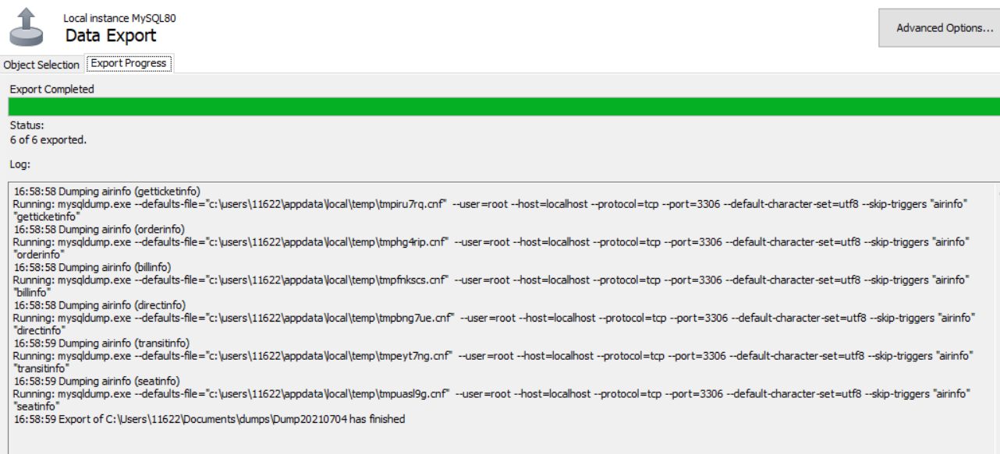 Local instance MySQL80
Data Export
Advanced Options...
Object Selection
Export Progress
Export Completed
Status:
6 of 6 exported.
Log:
16:58:58 Dumping airinfo (getticketinfo)
Running: mysqldump.exe --defaults-file="c:\users\11622\appdata\local\temp\tmpiru7rq.cnf"  --user=root --host=localhost --protocol=tcp --port=3306 --default-character-set=utf8 --skip-triggers "airinfo"
"getticketinfo"
16:58:58 Dumping airinfo (orderinfo)
Running: mysqldump.exe --defaults-file="c:\users\11622\appdata\local\temp\tmphg4rip.cnf"  --user=root --host=localhost --protocol=tcp --port=3306 --default-character-set=utf8 --skip-triggers "airinfo"
"orderinfo"
16:58:58 Dumping airinfo (billinfo)
Running: mysqldump.exe --defaults-file="c:\users\11622\appdata\local\temp\tmpfnkscs.cnf"  --user=root --host=localhost --protocol=tcp --port=3306 --default-character-set=utf8 --skip-triggers "airinfo"
"billinfo"
16:58:58 Dumping airinfo (directinfo)
Running: mysqldump.exe --defaults-file="c:\users\11622\appdata\local\temp\tmpbng7ue.cnf"  --user=root --host=localhost --protocol=tcp --port=3306 --default-character-set=utf8 --skip-triggers "airinfo"
"directinfo"
16:58:59 Dumping airinfo (transitinfo)
Running: mysqldump.exe --defaults-file="c:\users\11622\appdata\local\temp\tmpeyt7ng.cnf"  --user=root --host=localhost --protocol=tcp --port=3306 --default-character-set=utf8 --skip-triggers "airinfo"
"transitinfo"
16:58:59 Dumping airinfo (seatinfo)
Running: mysqldump.exe --defaults-file="c:\users\11622\appdata\local\temp\tmpuasl9g.cnf"  --user=root --host=localhost --protocol=tcp --port=3306 --default-character-set=utf8 --skip-triggers "airinfo"
"seatinfo"
16:58:59 Export of C:\Users\11622\Documents\dumps\Dump20210704 has finished